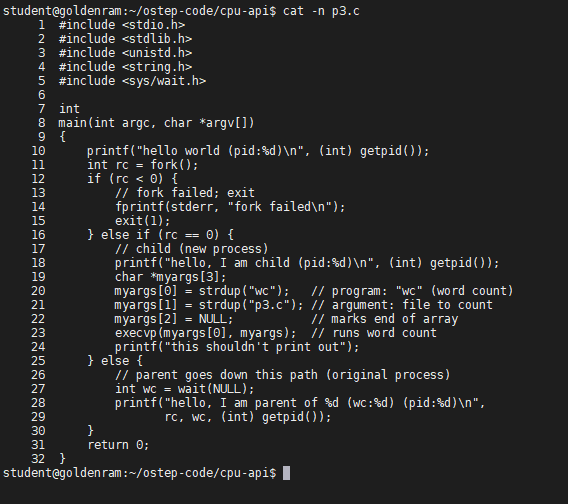 student@goldenram:~/ostep-code/cpu-api$ cat -n p3.c
     1  #include <stdio.h>
     2  #include <stdlib.h>
     3  #include <unistd.h>
     4  #include <string.h>
     5  #include <sys/wait.h>
     6
     7  int
     8  main(int argc, char *argv[])
     9  {
    10      printf("hello world (pid:%d)\n", (int) getpid());
    11      int rc = fork();
    12      if (rc < 0) {
    13          // fork failed; exit
    14          fprintf(stderr, "fork failed\n");
    15          exit(1);
    16      } else if (rc == 0) {
    17          // child (new process)
    18          printf("hello, I am child (pid:%d)\n", (int) getpid());
    19          char *myargs[3];
    20          myargs[0] = strdup("wc");   // program: "wc" (word count)
    21          myargs[1] = strdup("p3.c"); // argument: file to count
    22          myargs[2] = NULL;           // marks end of array
    23          execvp(myargs[0], myargs);  // runs word count
    24          printf("this shouldn't print out");
    25      } else {
    26          // parent goes down this path (original process)
    27          int wc = wait(NULL);
    28          printf("hello, I am parent of %d (wc:%d) (pid:%d)\n",
    29                 rc, wc, (int) getpid());
    30      }
    31      return 0;
    32  }
student@goldenram:~/ostep-code/cpu-api$